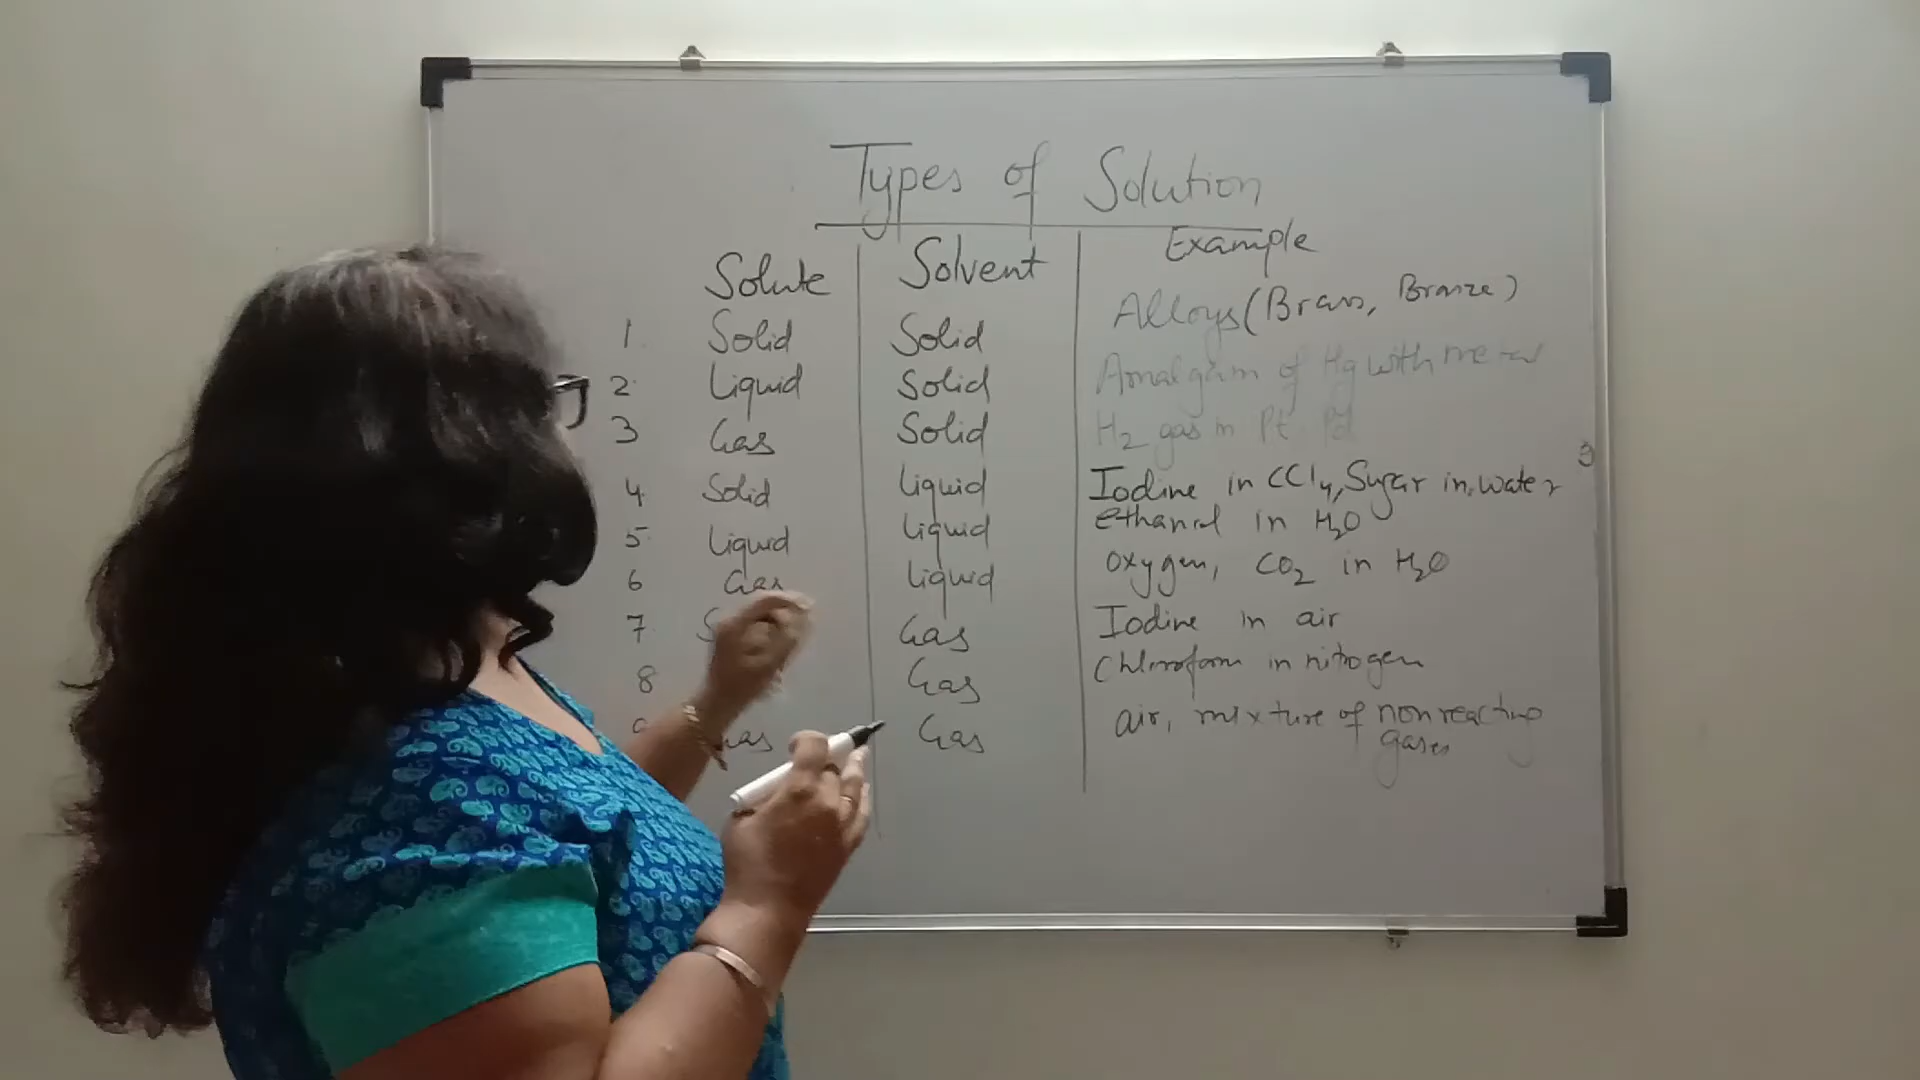 Types of Solution
Solute Solvent Example
1. Solid Solid Alloys (Brass, Bronze)
2. Liquid Solid Amalgam of Hg with metal
3 Gas Solid H2 gas in Pt Pd
4. Solid liquid Iodine in CCl4, Sugar in water
5. Liquid liquid ethanol in H2O
6 Gas liquid oxygen, CO2 in H2O
7. Gas Iodine in air
8 Gas Chloroform in nitrogen
Gas air, mixture of non reacting
gases